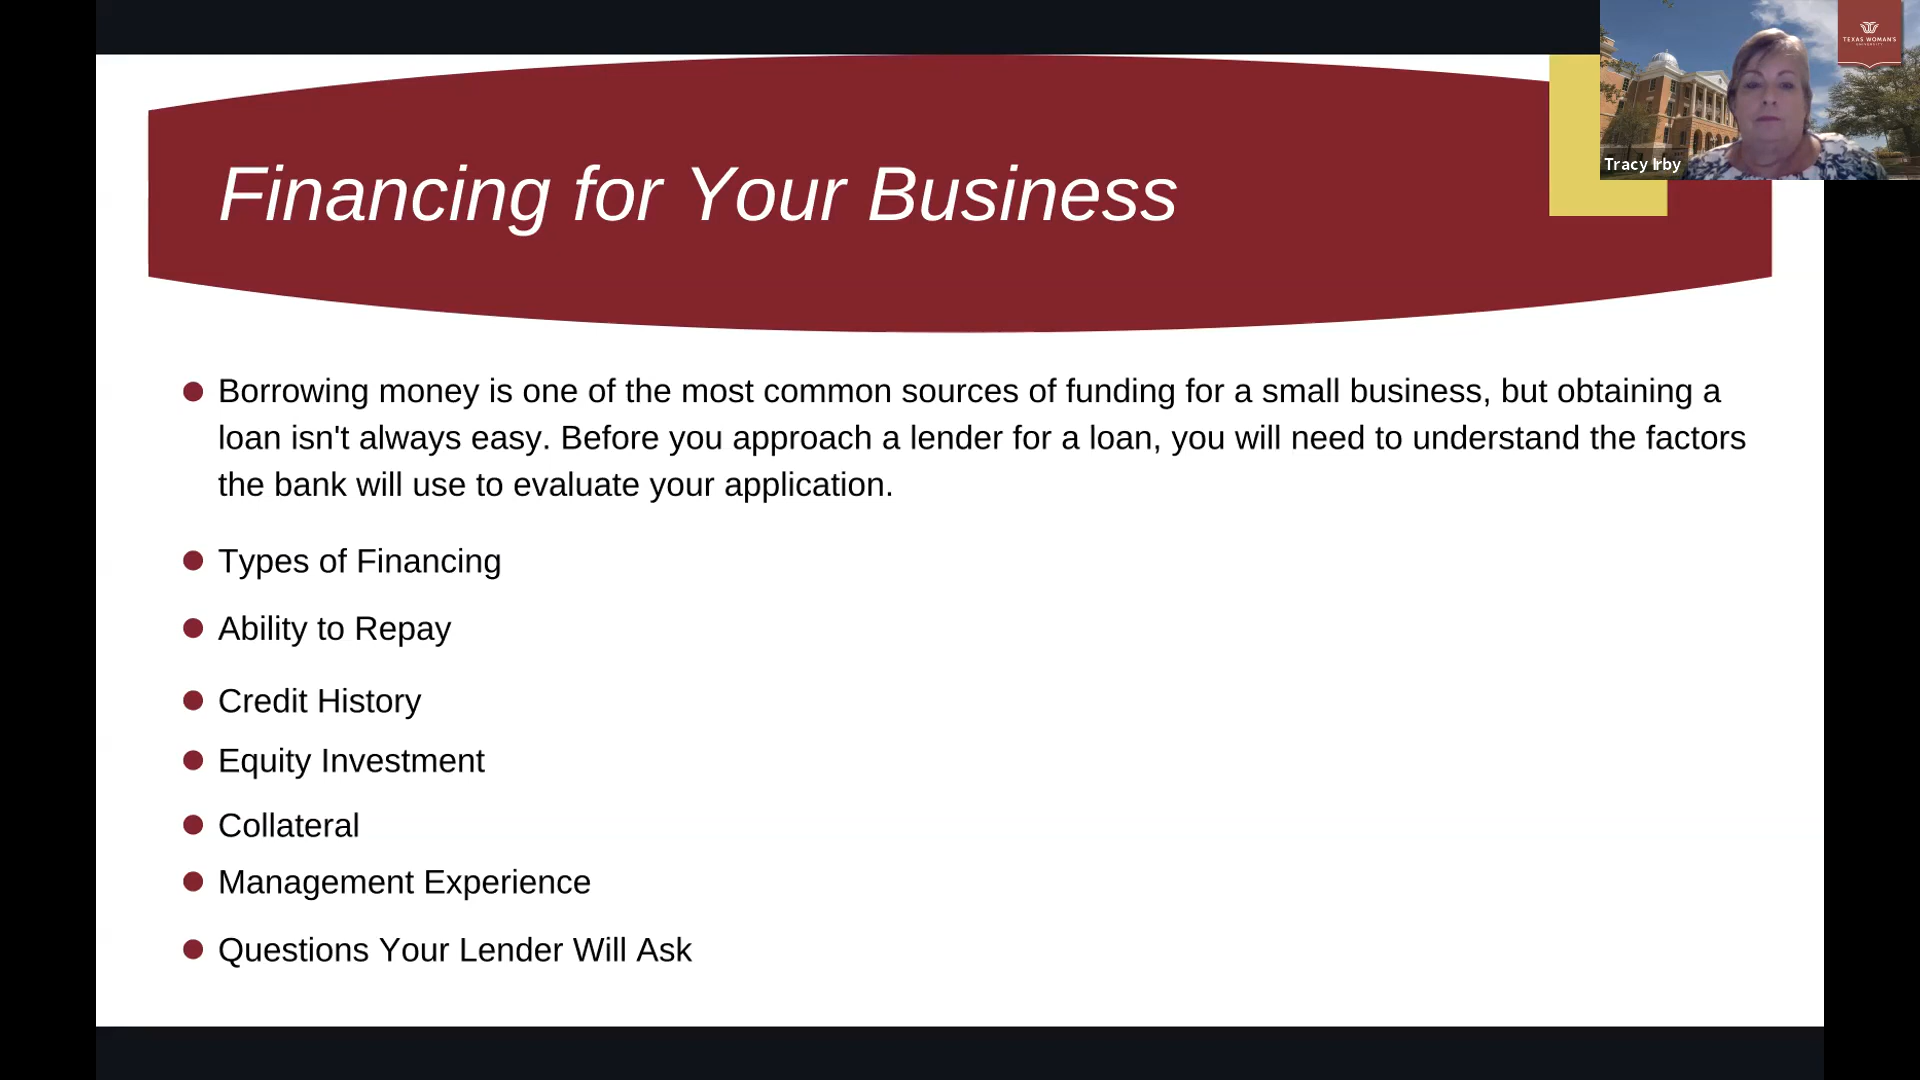 TEXAS WOMAN'S
UNIVERSITY
Tracy Irby
Financing for Your Business
Borrowing money is one of the most common sources of funding for a small business, but obtaining a
loan isn't always easy. Before you approach a lender for a loan, you will need to understand the factors
the bank will use to evaluate your application.
Types of Financing
Ability to Repay
Credit History
Equity Investment
Collateral
Management Experience
Questions Your Lender Will Ask